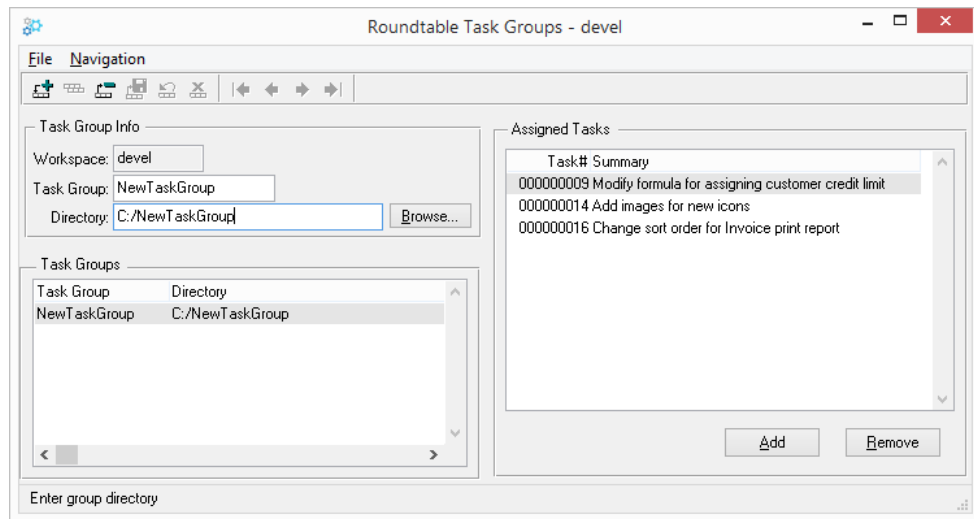 Roundtable Task Groups - devel
File Navigation
Task Group Info
Workspace: devel
Task Group: NewTaskGroup
Directory: C:/NewTaskGroup Browse...
Task Groups
Task Group Directory
NewTaskGroup C:/NewTaskGroup
Assigned Tasks
Task# Summary
000000009 Modify formula for assigning customer credit limit
000000014 Add images for new icons
000000016 Change sort order for Invoice print report
Add Remove
Enter group directory